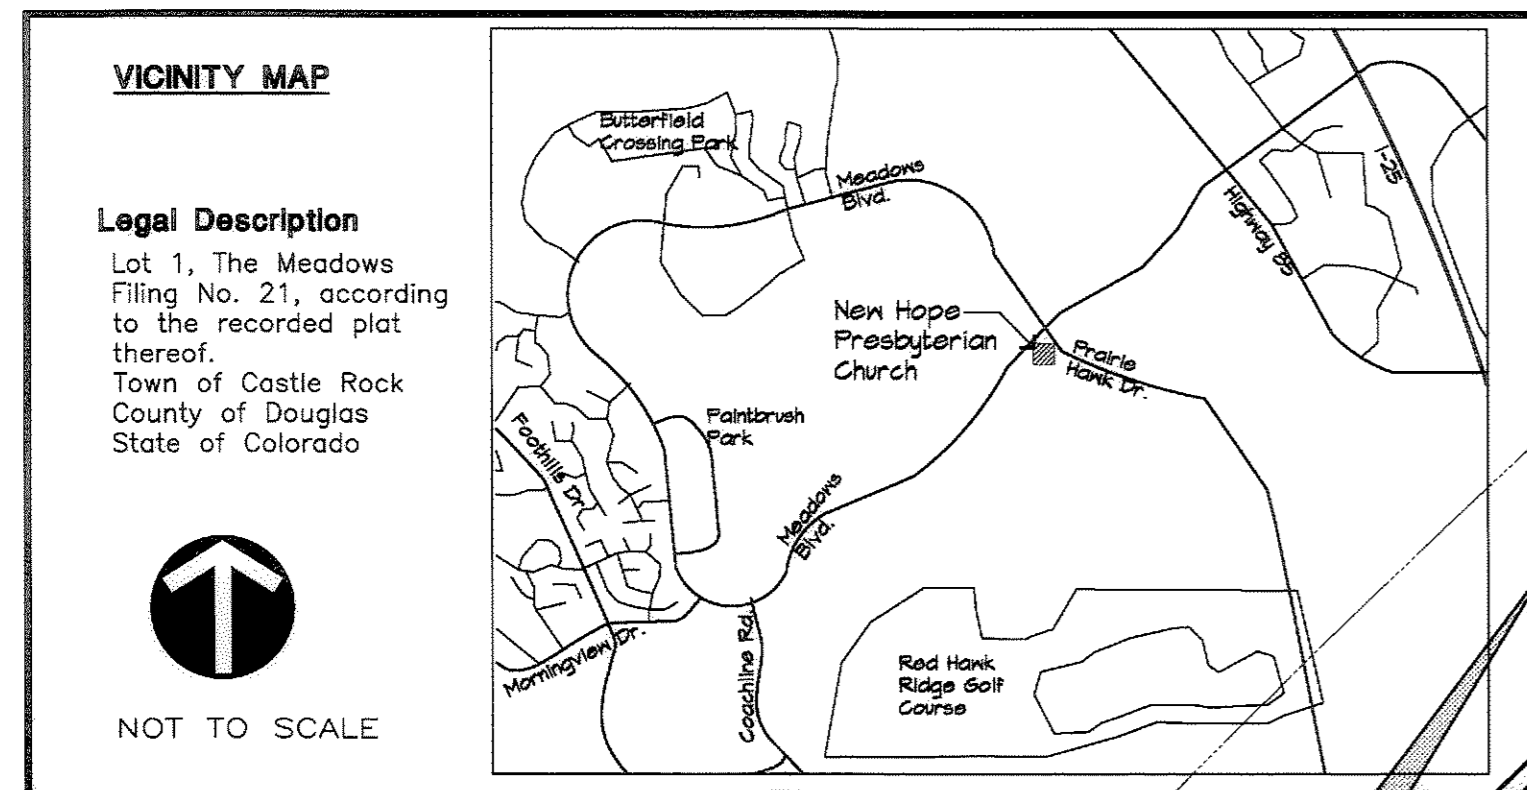 VICINITY MAP
Legal Description
Lot 1, The Meadows
Filing No. 21, according
to the recorded plat
thereof.
Town of Castle Rock
County of Douglas
State of Colorado
NOT TO SCALE
Butterfield
Crossing Park
Meadows
Blvd.
I-25
Highway 85
New Hope
Presbyterian
Church
Prairie
Hawk Dr.
Paintbrush
Park
Foothills Dr.
Meadows
Blvd.
Morningview Dr.
Coachline Rd.
Red Hawk
Ridge Golf
Course